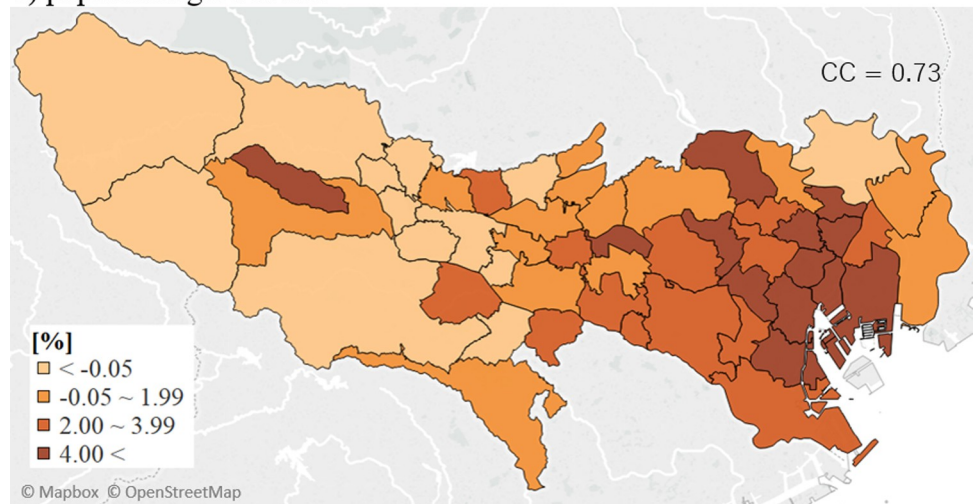 CC = 0.73
[%]
< -0.05
-0.05 ~ 1.99
2.00 ~ 3.99
4.00 <
© Mapbox © OpenStreetMap